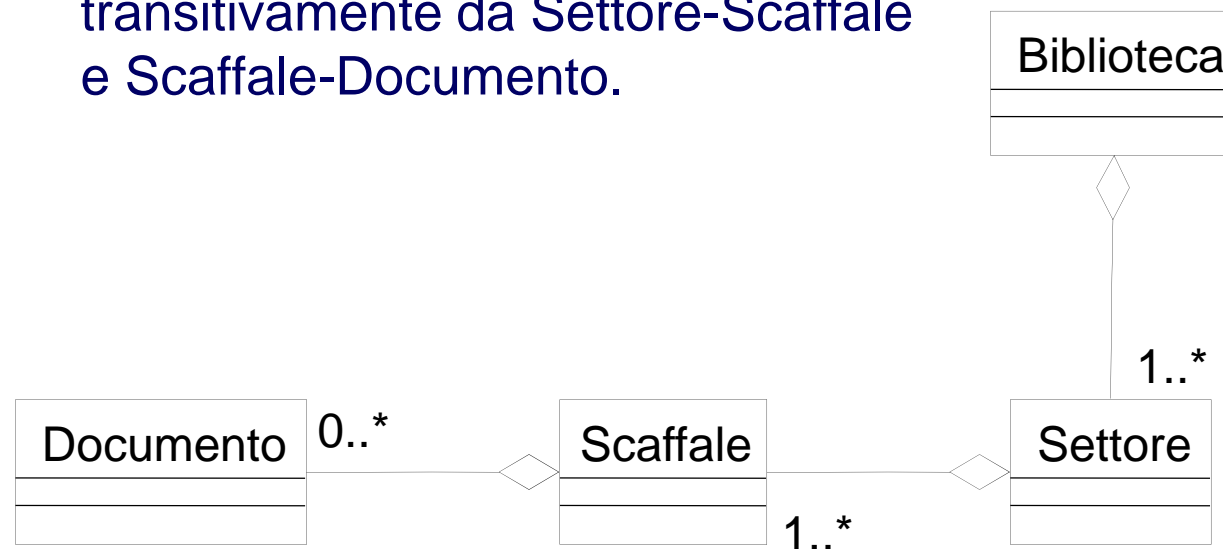 transitivamente da Settore-Scaffale
e Scaffale-Documento.
Biblioteca
1..*
Documento
0..*
Scaffale
1..*
Settore